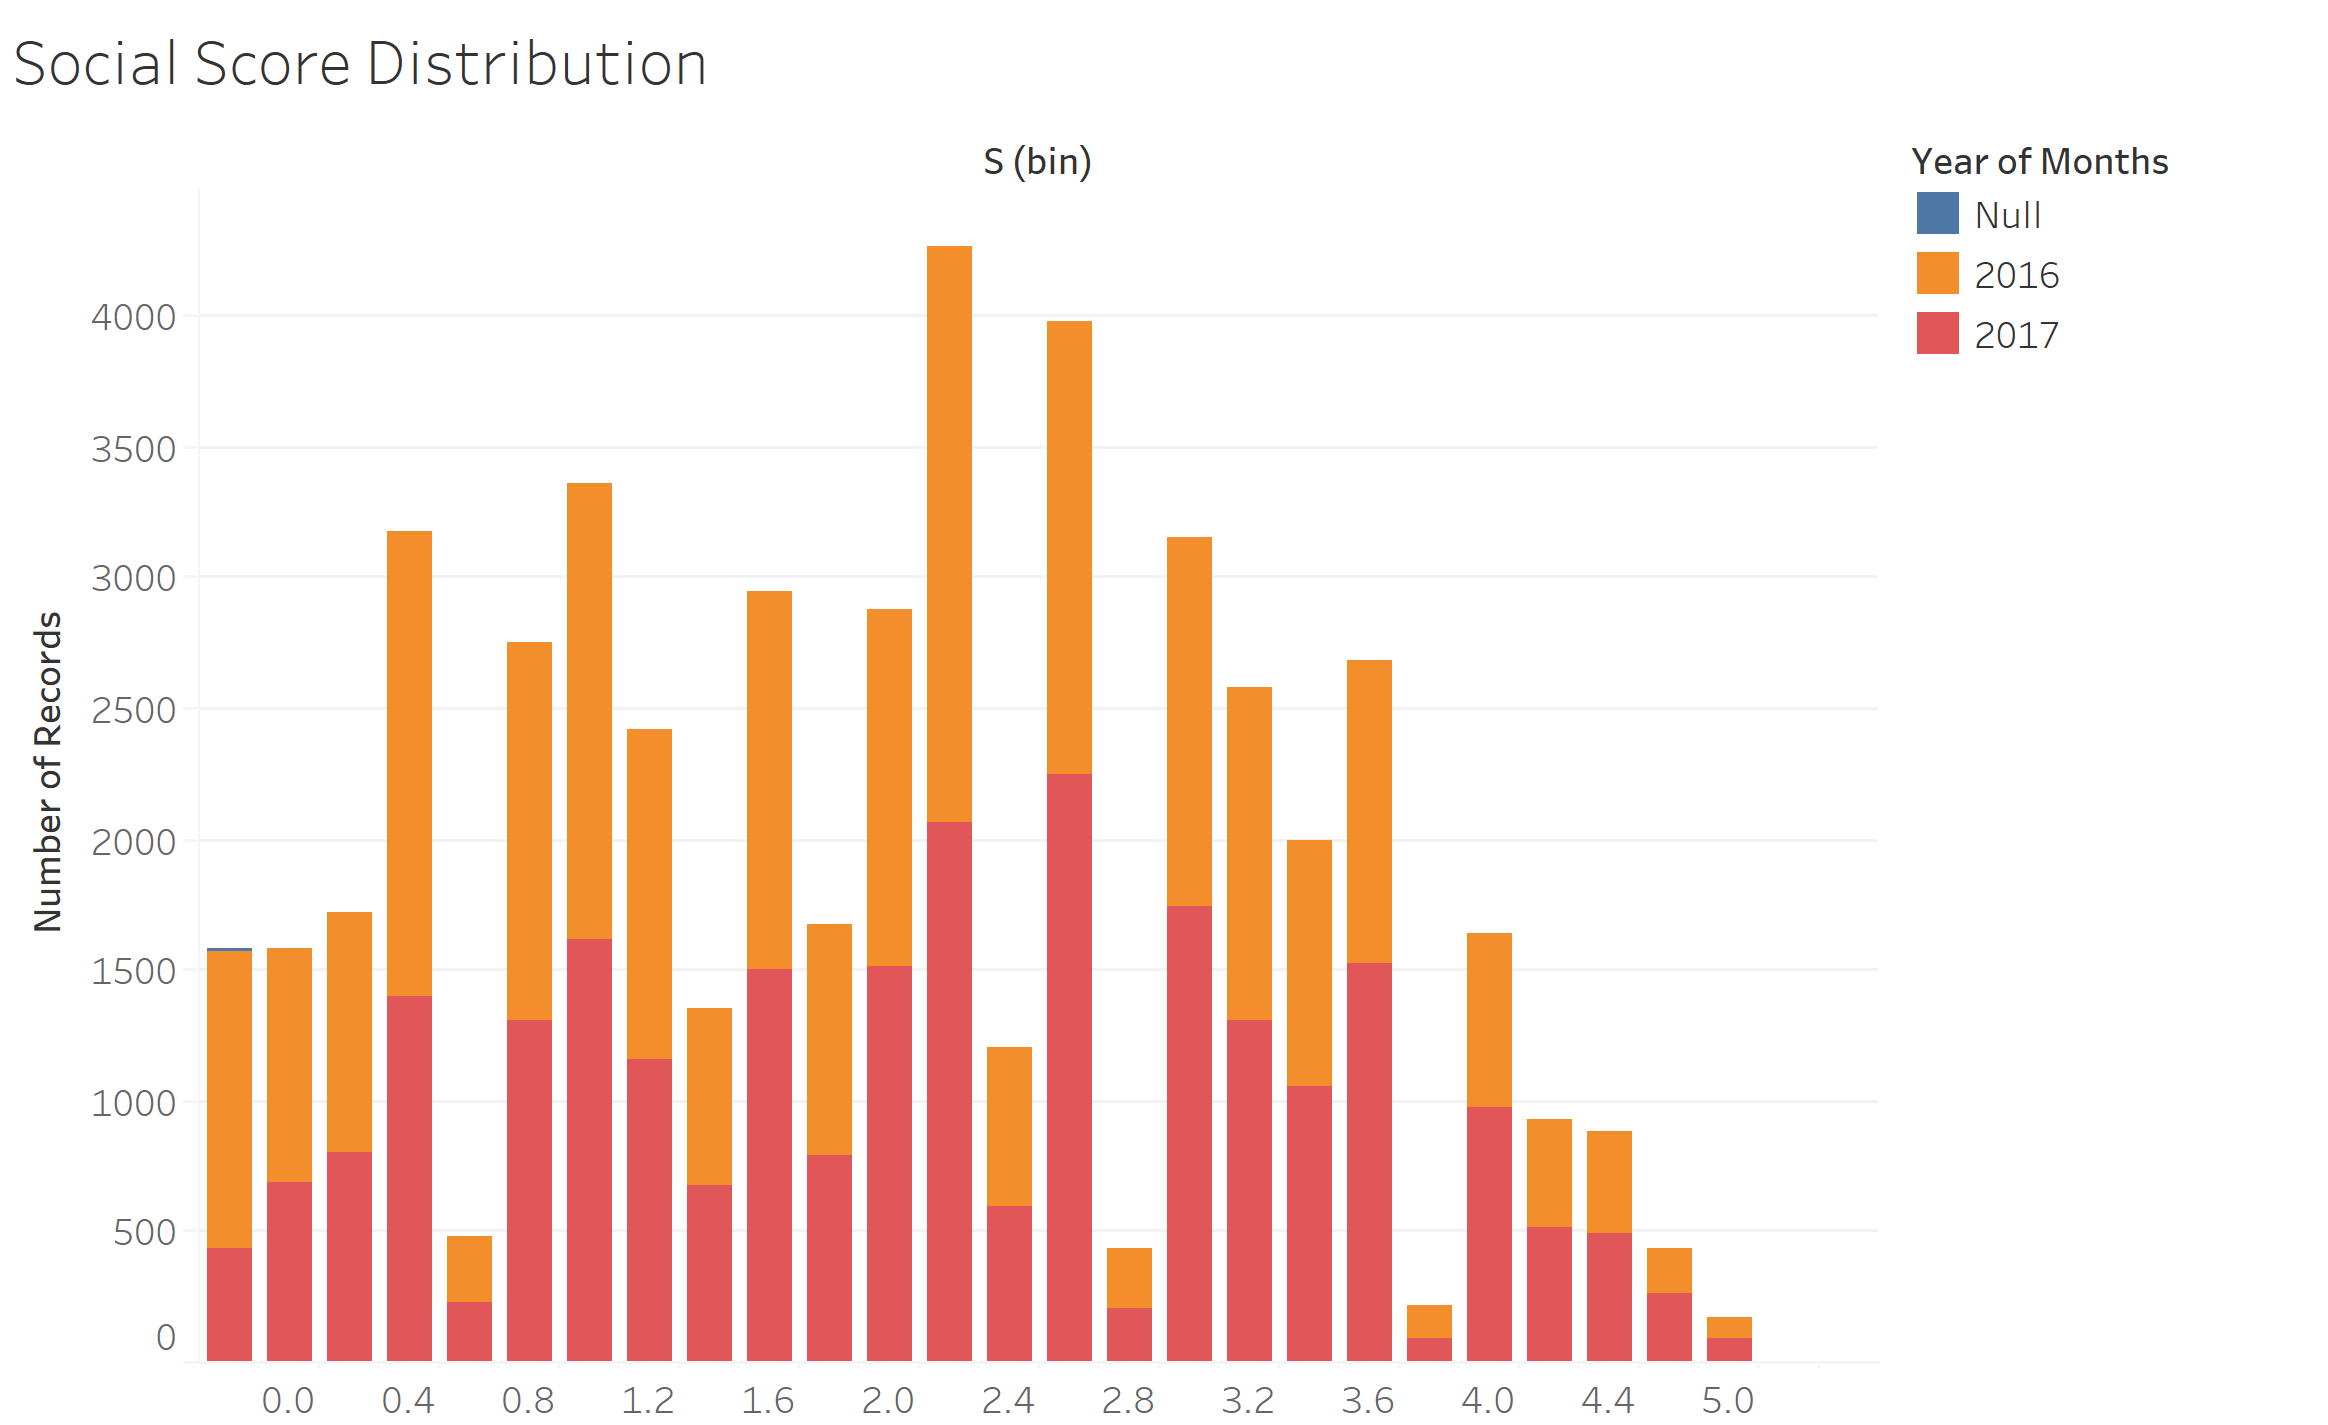 Social Score Distribution
S (bin)
Year of Months
Null
2016
2017
Number of Records
4000
3500
3000
2500
2000
1500
1000
500
0
0.0 0.4 0.8 1.2 1.6 2.0 2.4 2.8 3.2 3.6 4.0 4.4 5.0